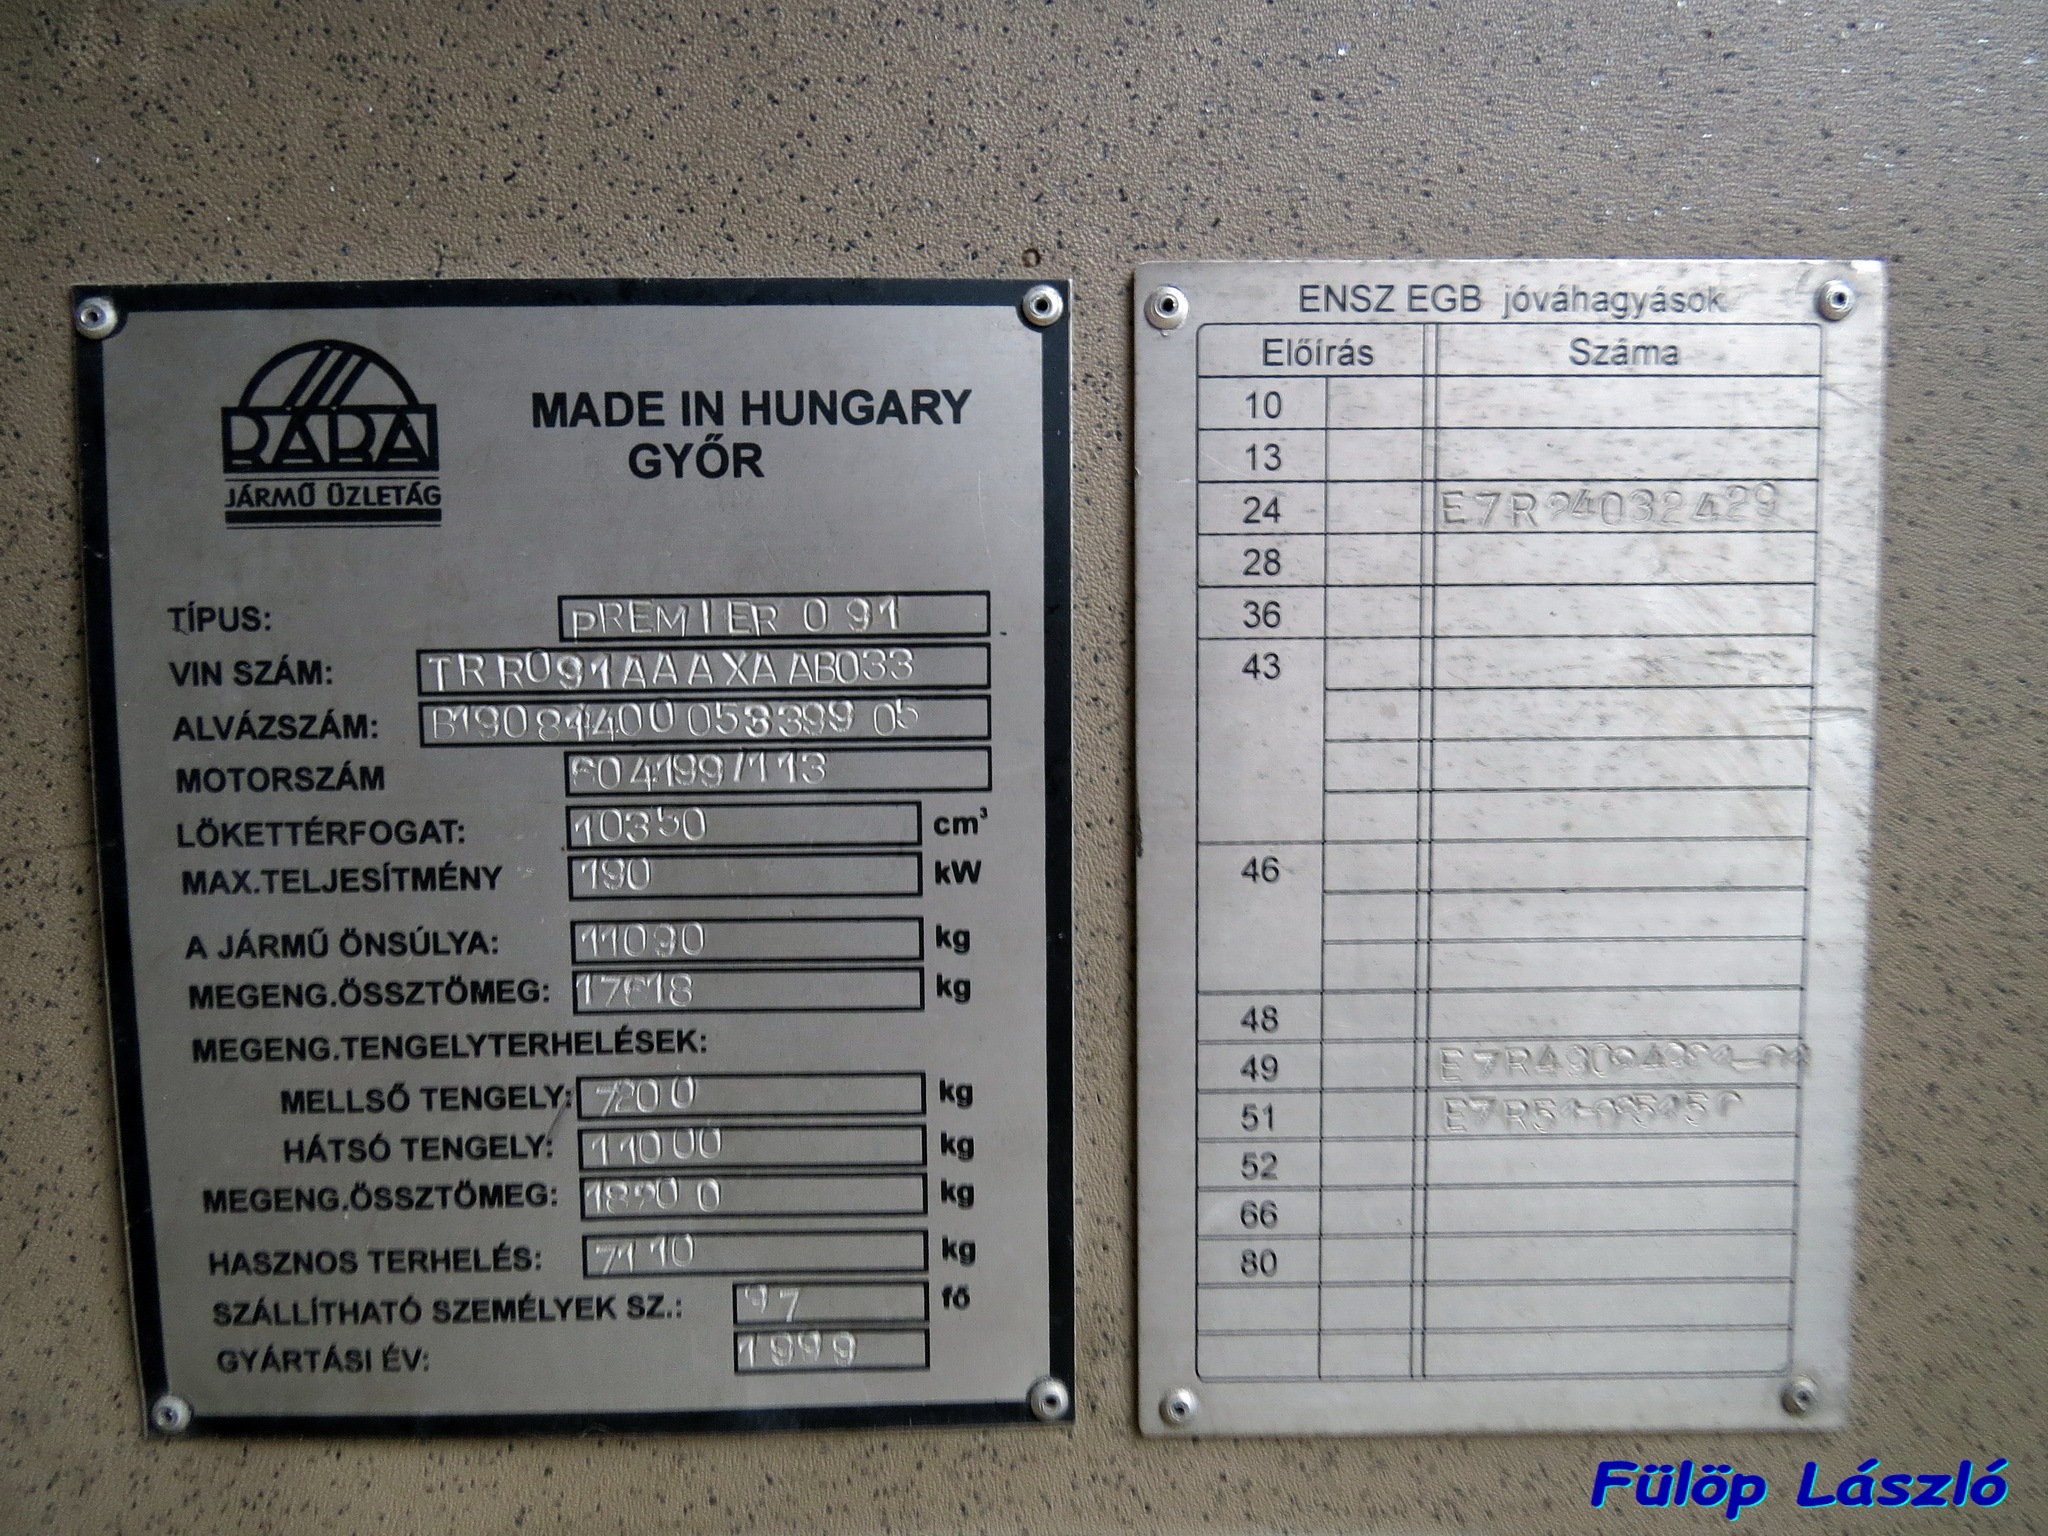 RÁBA
JÁRMŰ ÜZLETÁG
MADE IN HUNGARY
GYŐR
TÍPUS: PREMIER 091
VIN SZÁM: TRR091AAAXAAB033
ALVÁZSZÁM:
MOTORSZÁM
LÖKETTÉRFOGAT: 10350 cm³
MAX.TELJESÍTMÉNY 190 kW
A JÁRMŰ ÖNSÚLYA: 11090 kg
MEGENG.ÖSSZTÖMEG: kg
MEGENG.TENGELYTERHELÉSEK:
MELLSŐ TENGELY: 7200 kg
HÁTSÓ TENGELY: 11000 kg
MEGENG.ÖSSZTÖMEG: 18200 kg
HASZNOS TERHELÉS: 7110 kg
SZÁLLÍTHATÓ SZEMÉLYEK SZ.: 97 fő
GYÁRTÁSI ÉV: 1999
ENSZ EGB jóváhagyások
Előírás Száma
10
13
24 E7R24032429
28
36
43
46
48
49
51
52
66
80
Fülöp László